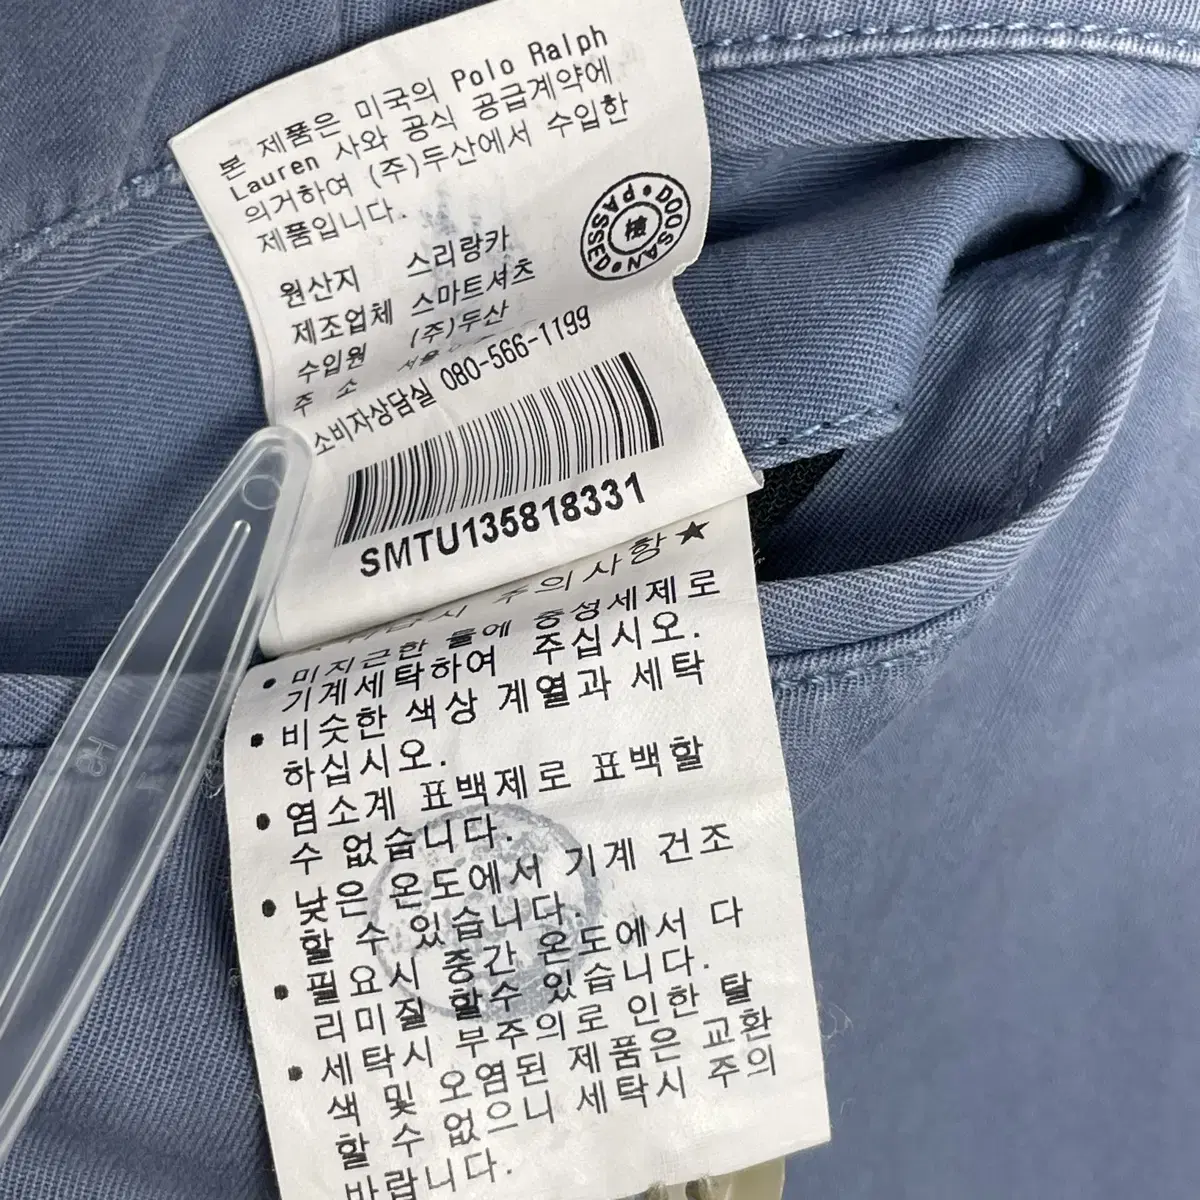 본 제품은 미국의 Polo Ralph
Lauren 사와 공식 공급계약에
의거하여 (주)두산에서 수입한
제품입니다.
DOOSAN PASSED
檢
원산지 스리랑카
제조업체 스마트셔츠
수입원 (주)두산
주 소
소비자상담실 080-566-1199
SMTU135818331
주의사항★
• 미지근한 물에 중성세제로
기계세탁하여 주십시오.
• 비슷한 색상 계열과 세탁
하십시오.
• 염소계 표백제로 표백할
수 없습니다.
• 낮은 온도에서 기계 건조
할 수 있습니다.
• 필요시 중간 온도에서 다
리미질 할수 있습니다.
• 세탁시 부주의로 인한 탈
색 및 오염된 제품은 교환
할 수 없으니 세탁시 주의
바랍니다.